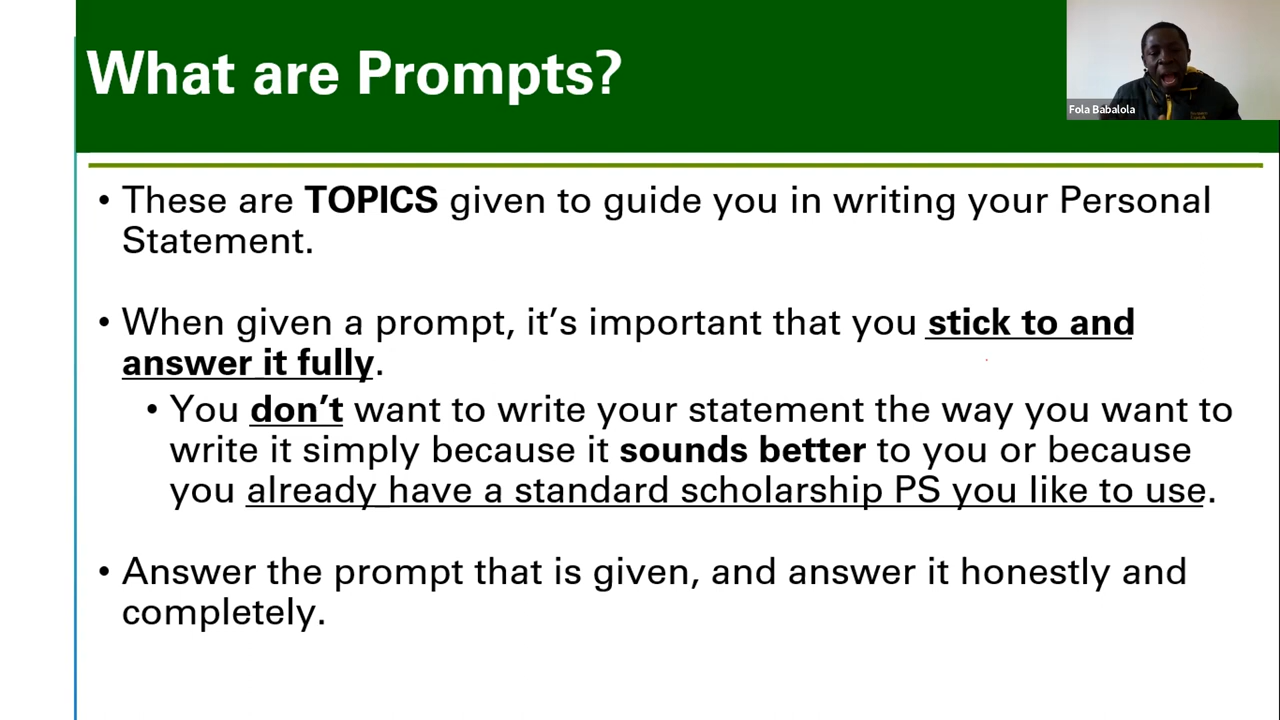 What are Prompts?
Fola Babalola
• These are TOPICS given to guide you in writing your Personal
Statement.
• When given a prompt, it’s important that you stick to and
answer it fully.
• You don’t want to write your statement the way you want to
write it simply because it sounds better to you or because
you already have a standard scholarship PS you like to use.
• Answer the prompt that is given, and answer it honestly and
completely.